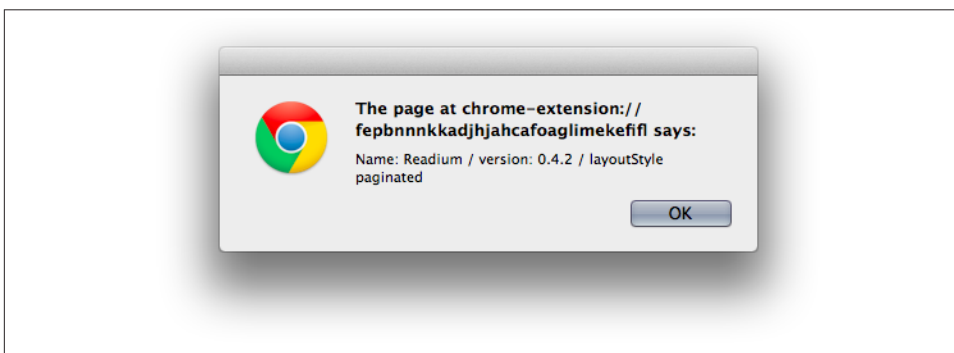 The page at chrome-extension://
fepbnnnkkadjhjahcafoaglimekefifl says:
Name: Readium / version: 0.4.2 / layoutStyle
paginated
OK